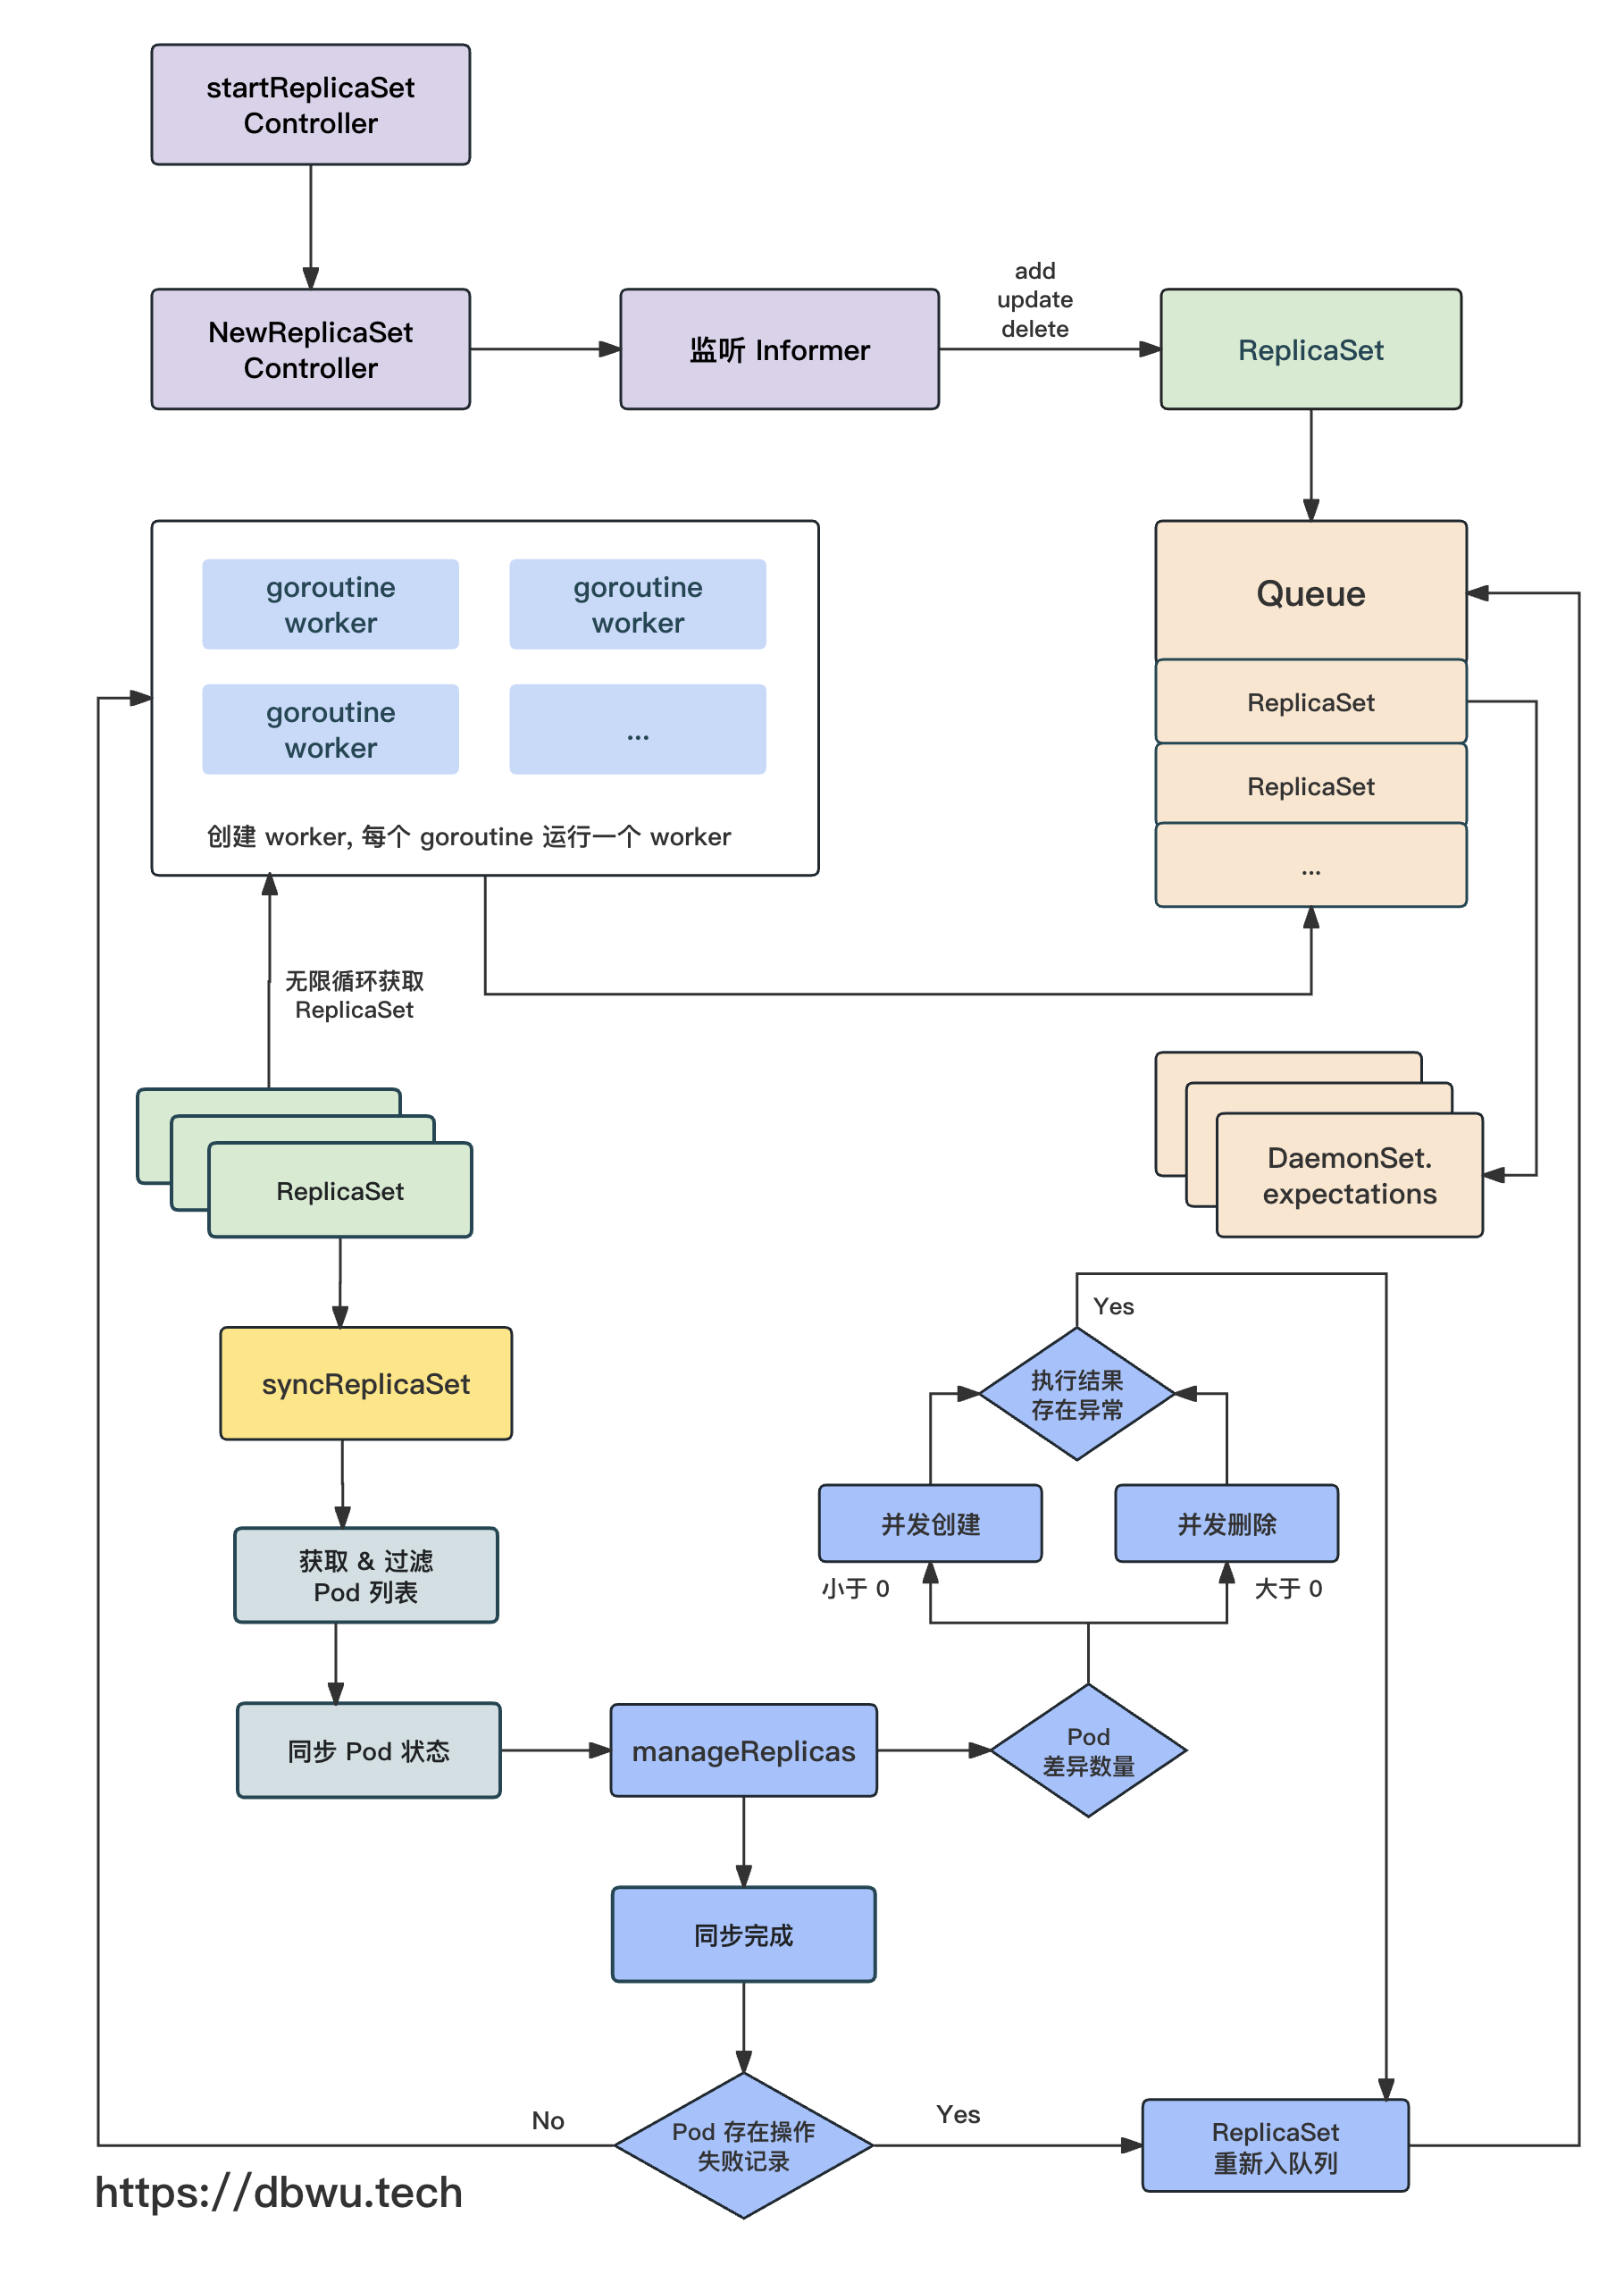 startReplicaSet
Controller
NewReplicaSet
Controller
监听 Informer
add
update
delete
ReplicaSet
goroutine
worker
goroutine
worker
goroutine
worker
...
创建 worker, 每个 goroutine 运行一个 worker
Queue
ReplicaSet
ReplicaSet
...
无限循环获取
ReplicaSet
ReplicaSet
DaemonSet.
expectations
syncReplicaSet
Yes
执行结果
存在异常
获取 & 过滤
Pod 列表
并发创建
并发删除
小于 0
大于 0
同步 Pod 状态
manageReplicas
Pod
差异数量
同步完成
No
Pod 存在操作
失败记录
Yes
ReplicaSet
重新入队列
https://dbwu.tech